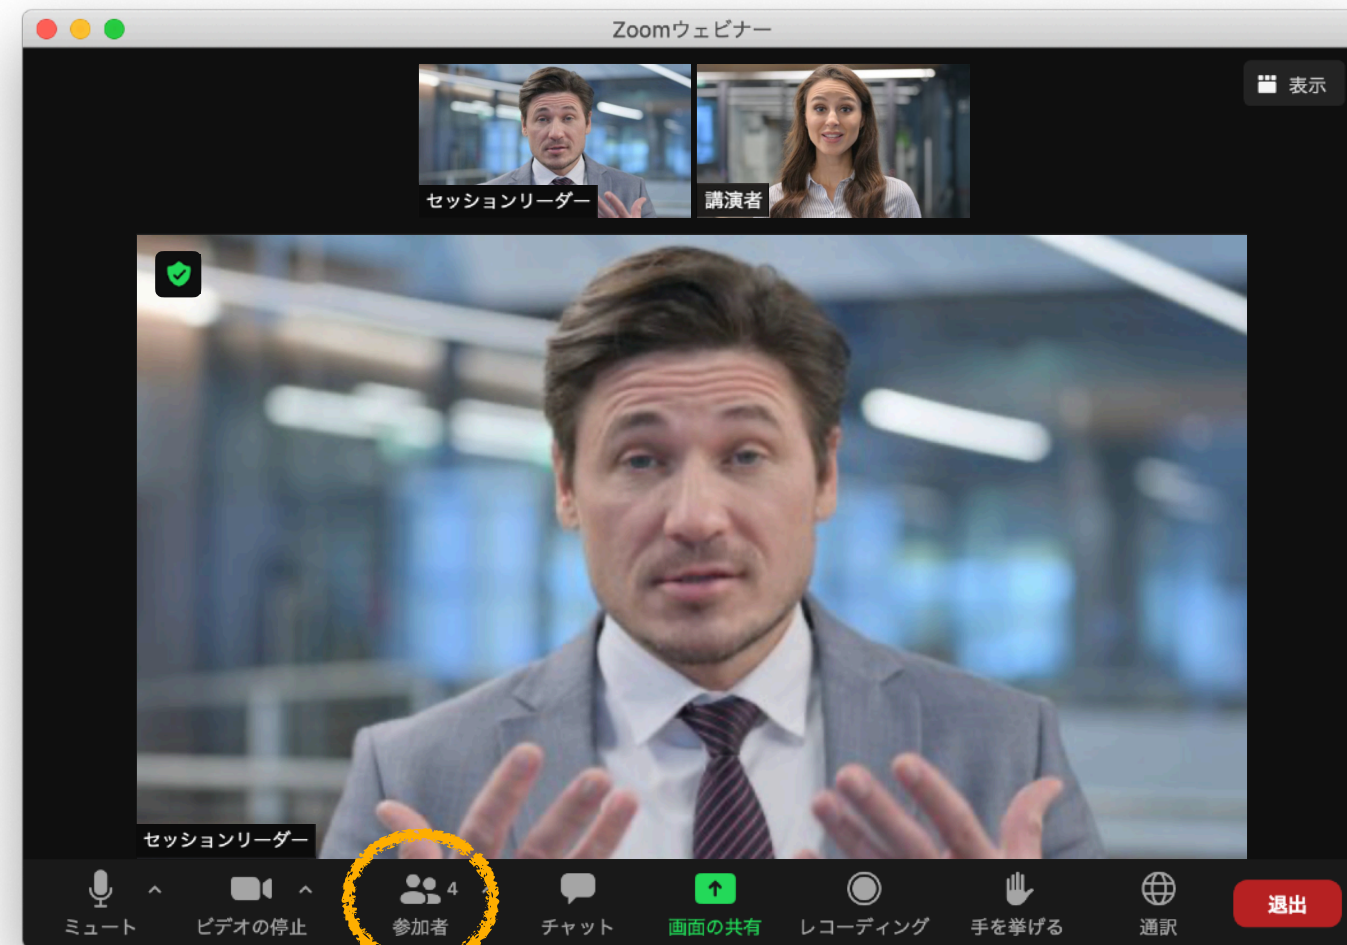 Zoomウェビナー
表示
セッションリーダー
講演者
セッションリーダー
4
ミュート
ビデオの停止
参加者
チャット
画面の共有
レコーディング
手を挙げる
通訳
退出